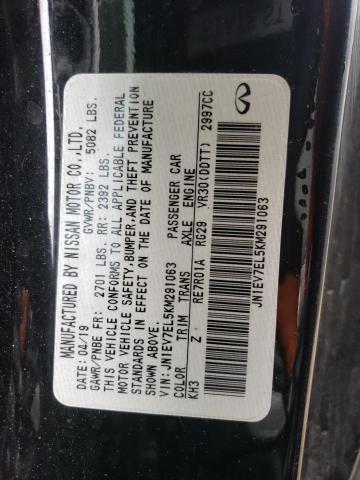 MANUFACTURED BY NISSAN MOTOR CO.,LTD.
DATE: 04/19 GVWR/PNBV: 5082 LBS.
GAWR/PNBE FR: 2701 LBS. RR: 2392 LBS.
THIS VEHICLE CONFORMS TO ALL APPLICABLE FEDERAL
MOTOR VEHICLE SAFETY,BUMPER,AND THEFT PREVENTION
STANDARDS IN EFFECT ON THE DATE OF MANUFACTURE
SHOWN ABOVE.
VIN:JN1EV7EL5KM291063 PASSENGER CAR
COLOR TRIM TRANS AXLE ENGINE
KH3 Z RE7R01A RG29 VR30(DDTT) 2997CC
JN1EV7EL5KM291063